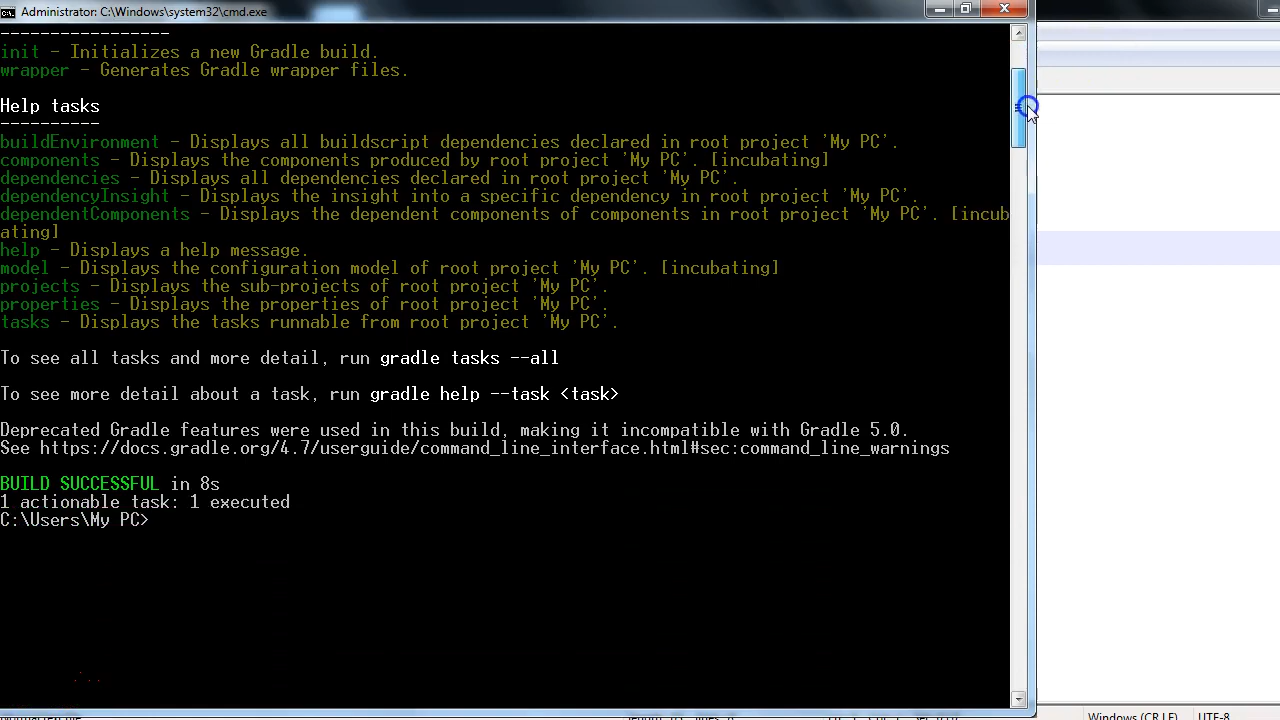 Administrator: C:\Windows\system32\cmd.exe
-----------------
init - Initializes a new Gradle build.
wrapper - Generates Gradle wrapper files.
Help tasks
----------
buildEnvironment - Displays all buildscript dependencies declared in root project 'My PC'.
components - Displays the components produced by root project 'My PC'. [incubating]
dependencies - Displays all dependencies declared in root project 'My PC'.
dependencyInsight - Displays the insight into a specific dependency in root project 'My PC'.
dependentComponents - Displays the dependent components of components in root project 'My PC'. [incub
ating]
help - Displays a help message.
model - Displays the configuration model of root project 'My PC'. [incubating]
projects - Displays the sub-projects of root project 'My PC'.
properties - Displays the properties of root project 'My PC'.
tasks - Displays the tasks runnable from root project 'My PC'.
To see all tasks and more detail, run gradle tasks --all
To see more detail about a task, run gradle help --task <task>
Deprecated Gradle features were used in this build, making it incompatible with Gradle 5.0.
See https://docs.gradle.org/4.7/userguide/command_line_interface.html#sec:command_line_warnings
BUILD SUCCESSFUL in 8s
1 actionable task: 1 executed
C:\Users\My PC>
Windows (CR LF) UTF-8